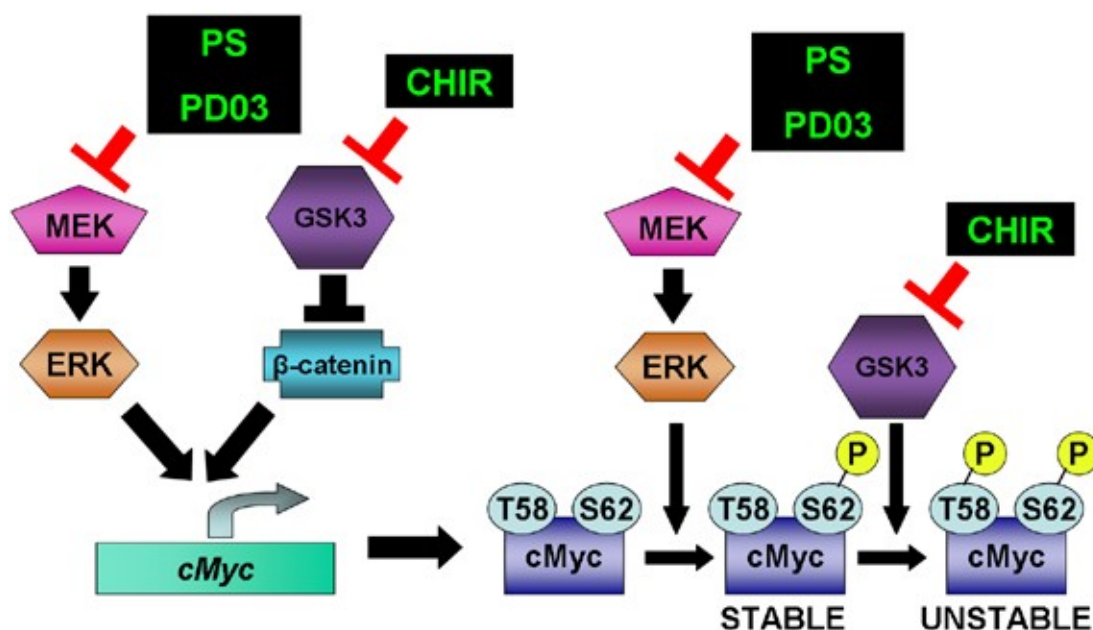 PS
PD03
CHIR
MEK
GSK3
ERK
β-catenin
cMyc
PS
PD03
CHIR
MEK
ERK
GSK3
P
P
P
T58
S62
T58
S62
T58
S62
cMyc
cMyc
cMyc
STABLE
UNSTABLE